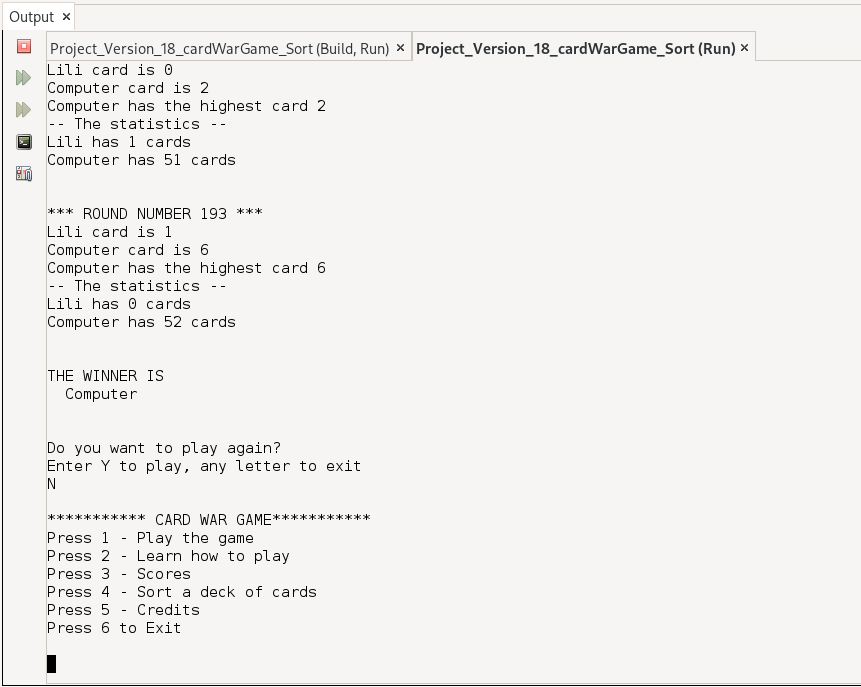 Output ×
Project_Version_18_cardWarGame_Sort (Build, Run) × Project_Version_18_cardWarGame_Sort (Run) ×
Lili card is 0
Computer card is 2
Computer has the highest card 2
-- The statistics --
Lili has 1 cards
Computer has 51 cards
*** ROUND NUMBER 193 ***
Lili card is 1
Computer card is 6
Computer has the highest card 6
-- The statistics --
Lili has 0 cards
Computer has 52 cards
THE WINNER IS
Computer
Do you want to play again?
Enter Y to play, any letter to exit
N
*********** CARD WAR GAME***********
Press 1 - Play the game
Press 2 - Learn how to play
Press 3 - Scores
Press 4 - Sort a deck of cards
Press 5 - Credits
Press 6 to Exit